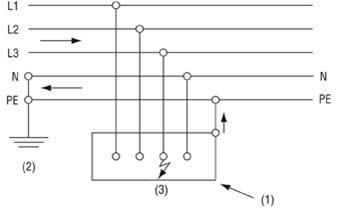 L1
L2
L3
N N
PE PE
(2)
(3)
(1)